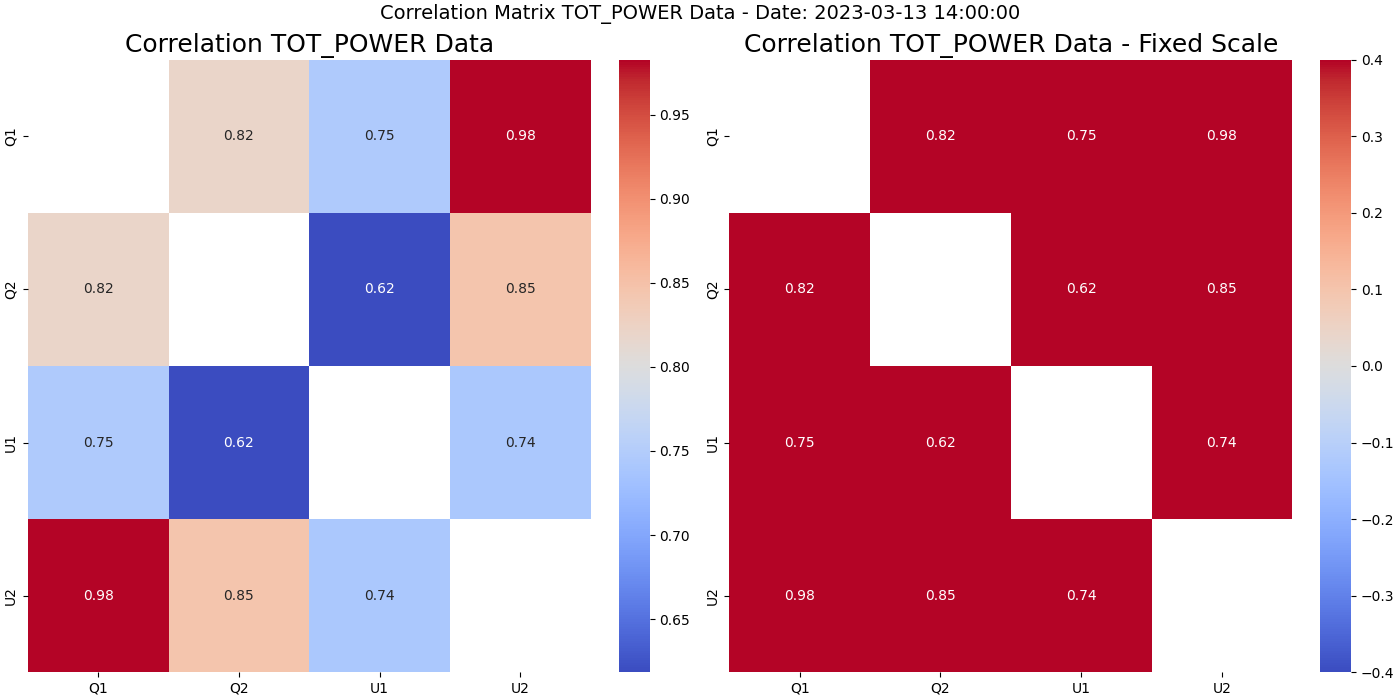 Correlation Matrix TOT_POWER Data - Date: 2023-03-13 14:00:00
Correlation TOT_POWER Data
Q1
0.82
0.75
0.98
Q2
0.82
0.62
0.85
U1
0.75
0.62
0.74
U2
0.98
0.85
0.74
Q1
Q2
U1
U2
0.95
0.90
0.85
0.80
0.75
0.70
0.65
Correlation TOT_POWER Data - Fixed Scale
Q1
0.82
0.75
0.98
Q2
0.82
0.62
0.85
U1
0.75
0.62
0.74
U2
0.98
0.85
0.74
Q1
Q2
U1
U2
0.4
0.3
0.2
0.1
0.0
−0.1
−0.2
−0.3
−0.4